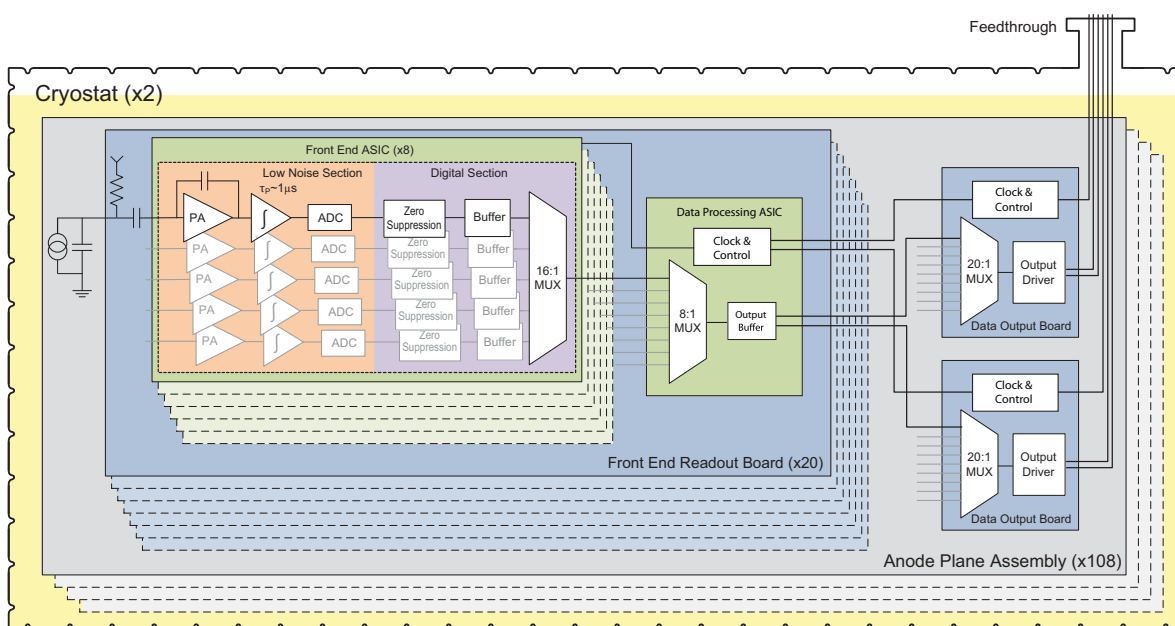 Feedthrough
Cryostat (x2)
Front End ASIC (x8)
Low Noise Section
τP~1μs
Digital Section
PA
∫
ADC
Zero
Suppression
Buffer
PA
∫
ADC
Zero
Suppression
Buffer
PA
∫
ADC
Zero
Suppression
Buffer
PA
∫
ADC
Zero
Suppression
Buffer
PA
∫
ADC
Zero
Suppression
Buffer
16:1
MUX
Data Processing ASIC
Clock &
Control
8:1
MUX
Output
Buffer
Clock &
Control
20:1
MUX
Output
Driver
Data Output Board
Clock &
Control
20:1
MUX
Output
Driver
Data Output Board
Front End Readout Board (x20)
Anode Plane Assembly (x108)